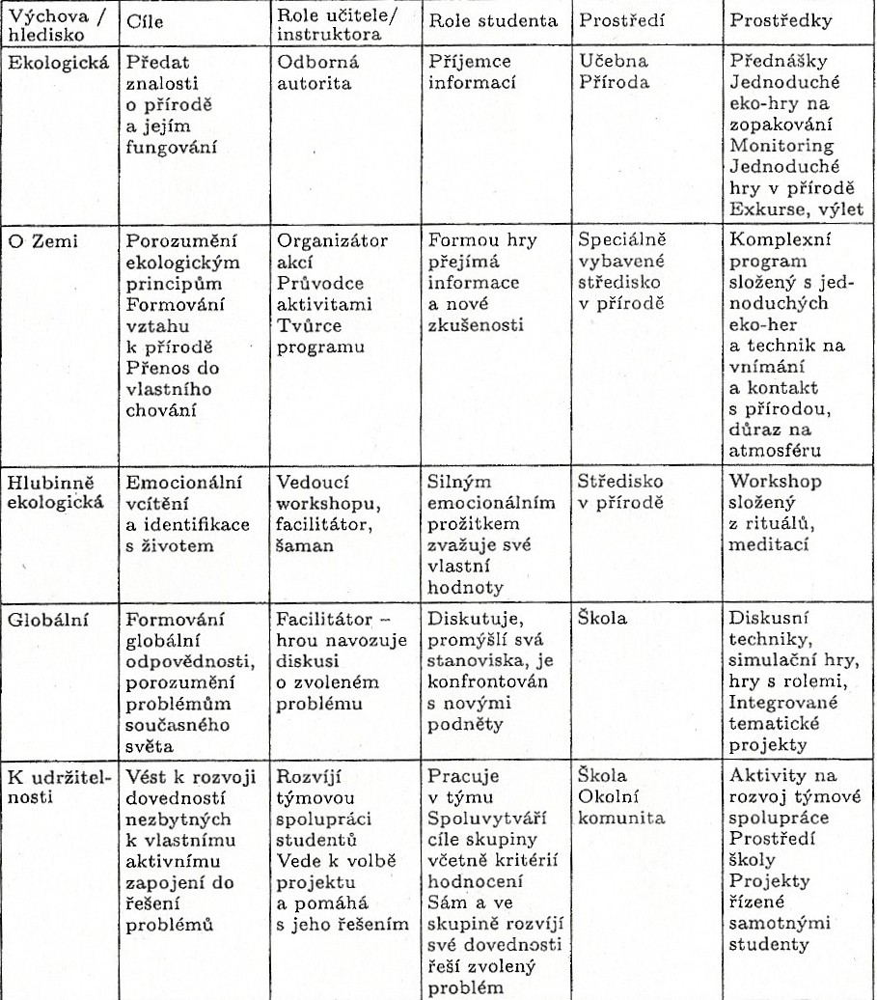 Výchova /
hledisko
Cíle
Role učitele/
instruktora
Role studenta
Prostředí
Prostředky
Ekologická
Předat
znalosti
o přírodě
a jejím
fungování
Odborná
autorita
Příjemce
informací
Učebna
Příroda
Přednášky
Jednoduché
eko-hry na
zopakování
Monitoring
Jednoduché
hry v přírodě
Exkurse, výlet
O Zemi
Porozumění
ekologickým
principům
Formování
vztahu
k přírodě
Přenos do
vlastního
chování
Organizátor
akcí
Průvodce
aktivitami
Tvůrce
programu
Formou hry
přejímá
informace
a nové
zkušenosti
Speciálně
vybavené
středisko
v přírodě
Komplexní
program
složený s jed-
noduchých
eko-her
a technik na
vnímání
a kontakt
s přírodou,
důraz na
atmosféru
Hlubinně
ekologická
Emocionální
vcítění
a identifikace
s životem
Vedoucí
workshopu,
facilitátor,
šaman
Silným
emocionálním
prožitkem
zvažuje své
vlastní
hodnoty
Středisko
v přírodě
Workshop
složený
z rituálů,
meditací
Globální
Formování
globální
odpovědnosti,
porozumění
problémům
současného
světa
Facilitátor –
hrou navozuje
diskusi
o zvoleném
problému
Diskutuje,
promýšlí svá
stanoviska, je
konfrontován
s novými
podněty
Škola
Diskusní
techniky,
simulační hry,
hry s rolemi,
Integrované
tematické
projekty
K udržitel-
nosti
Vést k rozvoji
dovedností
nezbytných
k vlastnímu
aktivnímu
zapojení do
řešení
problémů
Rozvíjí
týmovou
spolupráci
studentů
Vede k volbě
projektu
a pomáhá
s jeho řešením
Pracuje
v týmu
Spoluvytváří
cíle skupiny
včetně kritérií
hodnocení
Sám a ve
skupině rozvíjí
své dovednosti
řeší zvolený
problém
Škola
Okolní
komunita
Aktivity na
rozvoj týmové
spolupráce
Prostředí
školy
Projekty
řízené
samotnými
studenty